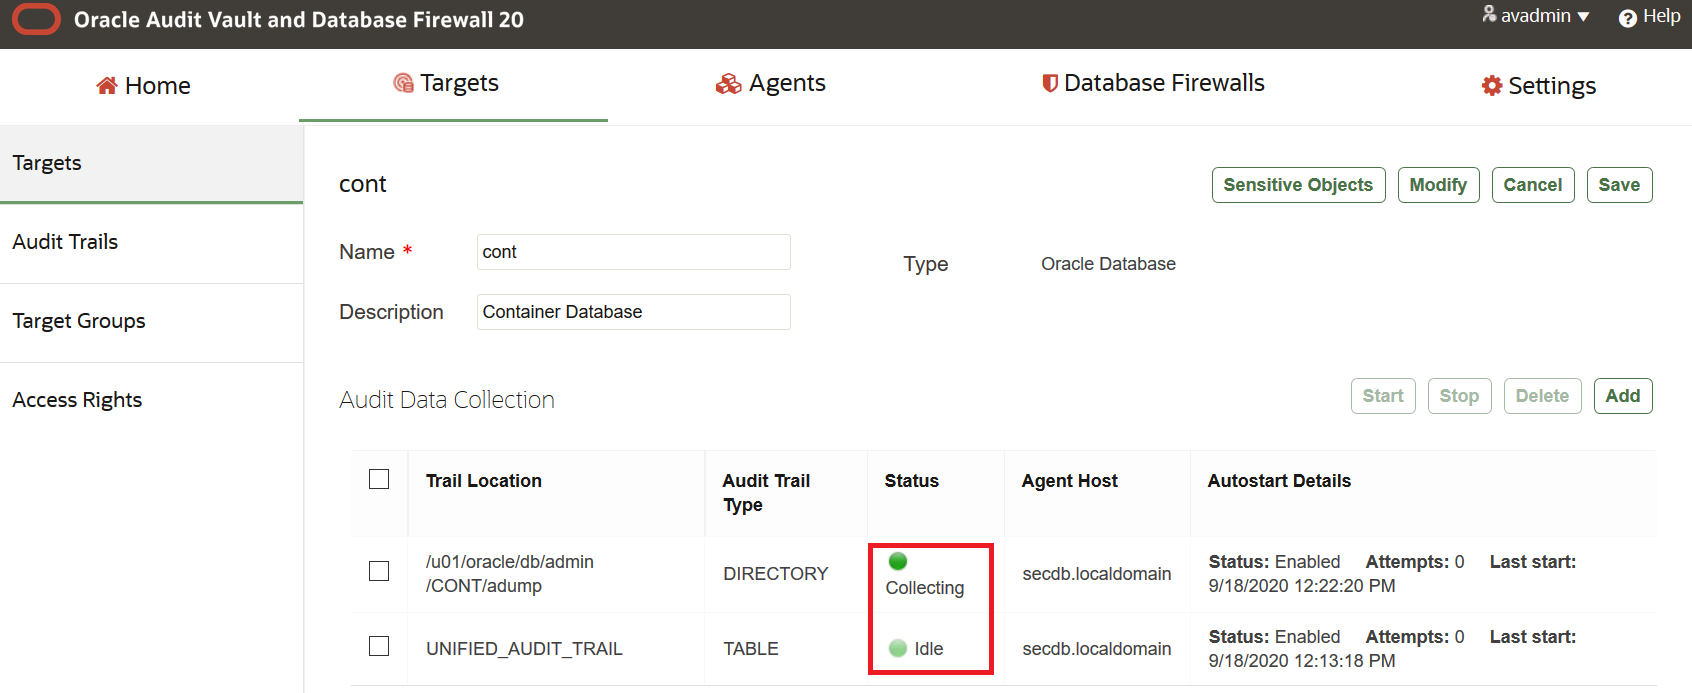 Oracle Audit Vault and Database Firewall 20
avadmin
Help
Home
Targets
Agents
Database Firewalls
Settings
Targets
Audit Trails
Target Groups
Access Rights
cont
Sensitive Objects
Modify
Cancel
Save
Name *
cont
Type
Oracle Database
Description
Container Database
Audit Data Collection
Start
Stop
Delete
Add
Trail Location
Audit Trail
Type
Status
Agent Host
Autostart Details
/u01/oracle/db/admin
/CONT/adump
DIRECTORY
Collecting
secdb.localdomain
Status: Enabled Attempts: 0 Last start:
9/18/2020 12:22:20 PM
UNIFIED_AUDIT_TRAIL
TABLE
Idle
secdb.localdomain
Status: Enabled Attempts: 0 Last start:
9/18/2020 12:13:18 PM